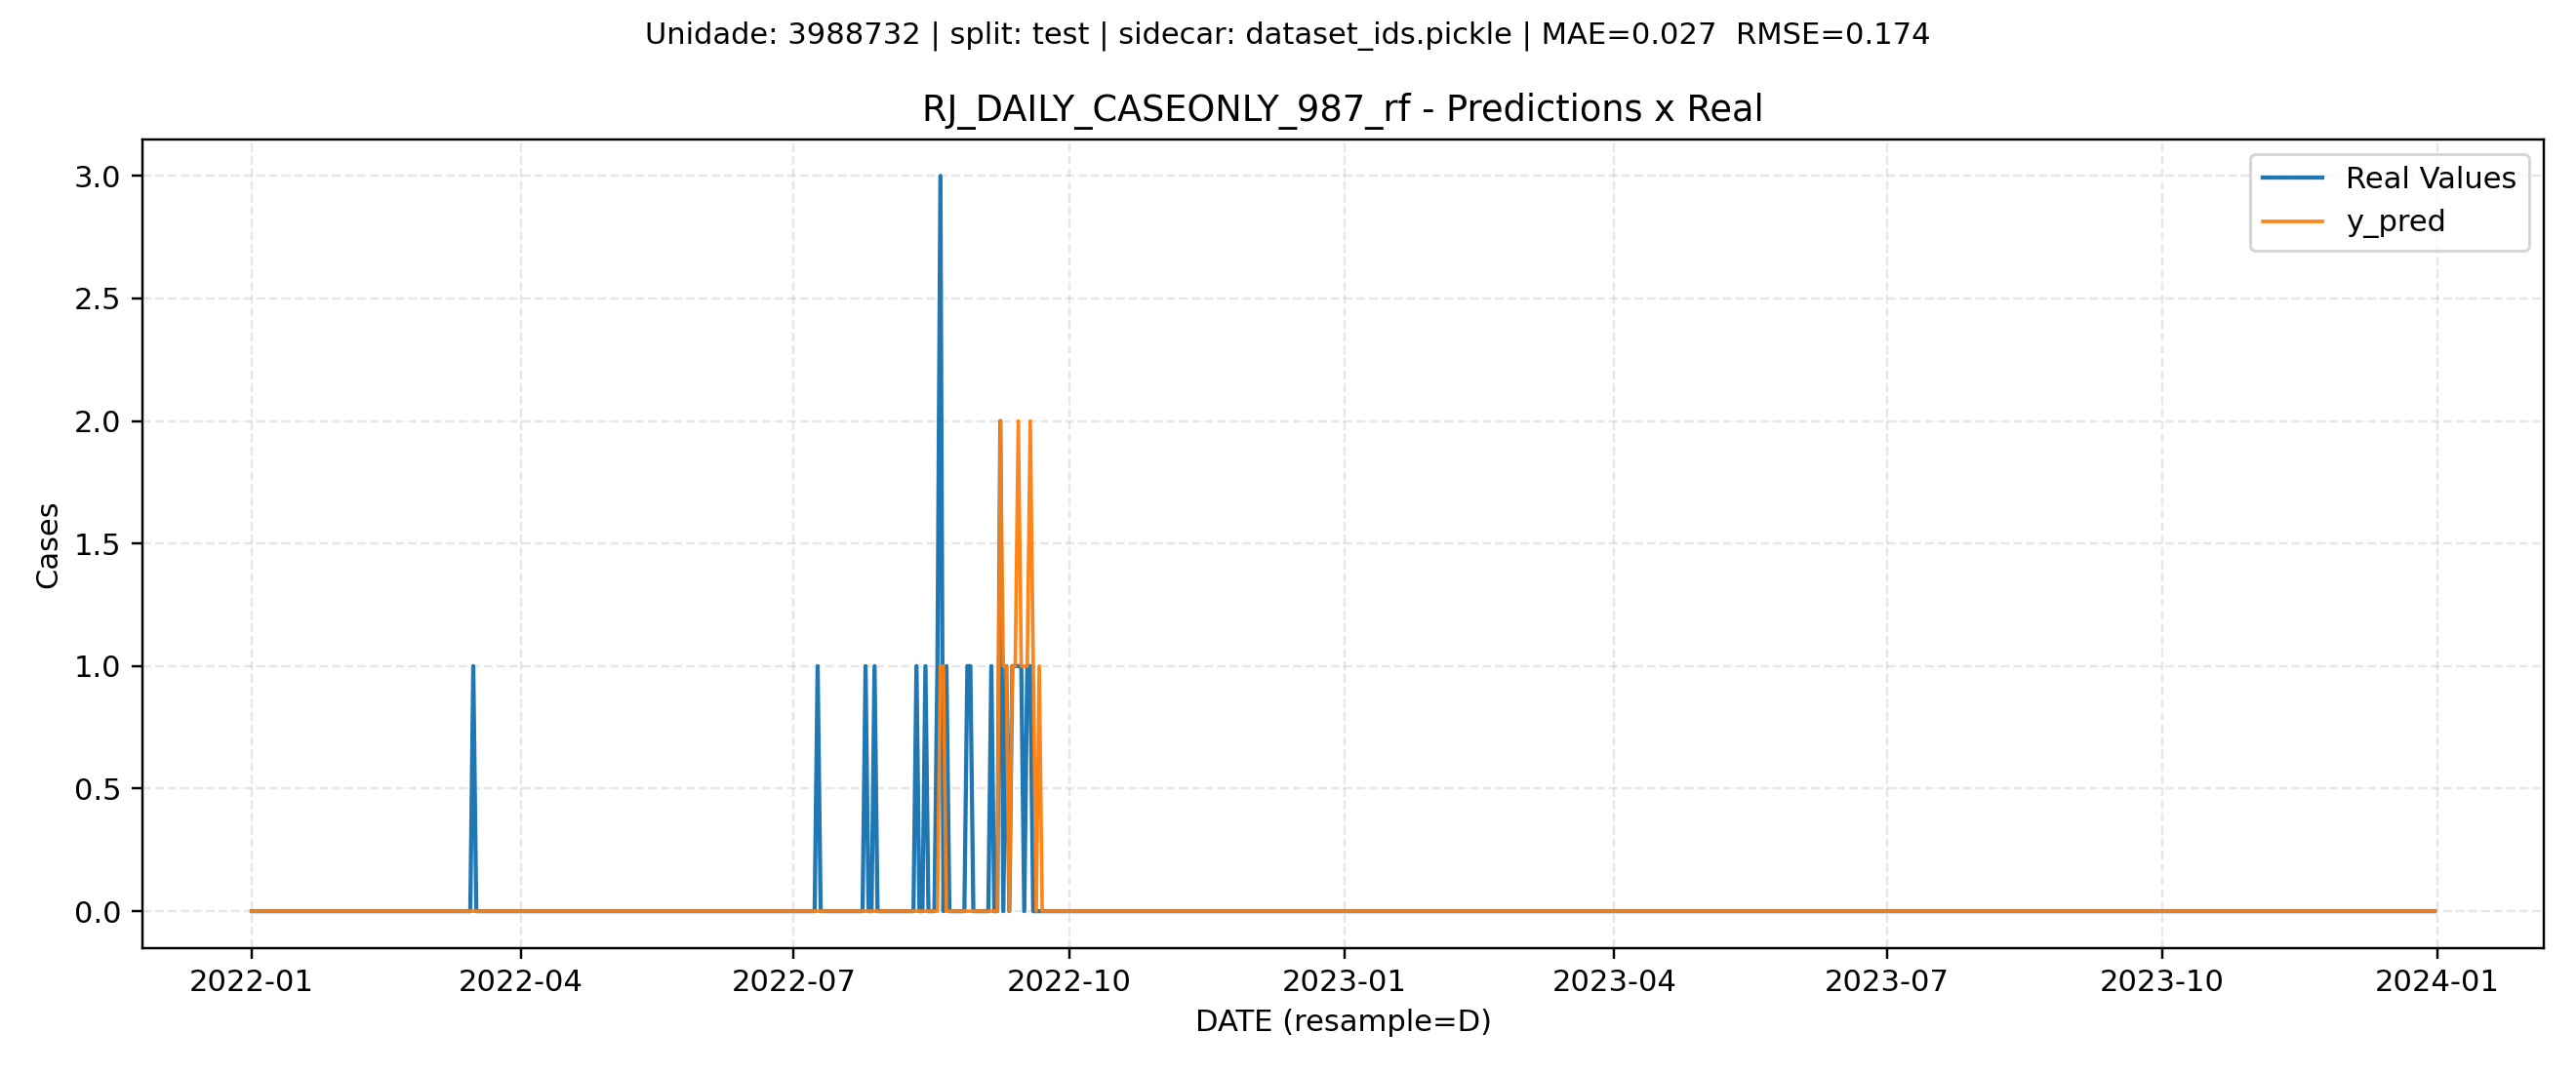 Unidade: 3988732 | split: test | sidecar: dataset_ids.pickle | MAE=0.027  RMSE=0.174
RJ_DAILY_CASEONLY_987_rf - Predictions x Real
Real Values
y_pred
3.0
2.5
2.0
1.5
1.0
0.5
0.0
Cases
2022-01 2022-04 2022-07 2022-10 2023-01 2023-04 2023-07 2023-10 2024-01
DATE (resample=D)